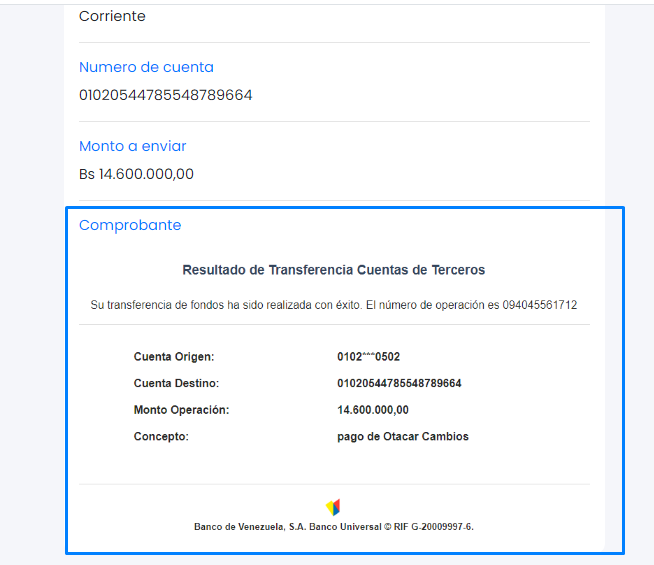 Corriente
Numero de cuenta
01020544785548789664
Monto a enviar
Bs 14.600.000,00
Comprobante
Resultado de Transferencia Cuentas de Terceros
Su transferencia de fondos ha sido realizada con éxito. El número de operación es 094045561712
Cuenta Origen: 0102***0502
Cuenta Destino: 01020544785548789664
Monto Operación: 14.600.000,00
Concepto: pago de Otacar Cambios
Banco de Venezuela, S.A. Banco Universal © RIF G-20009997-6.